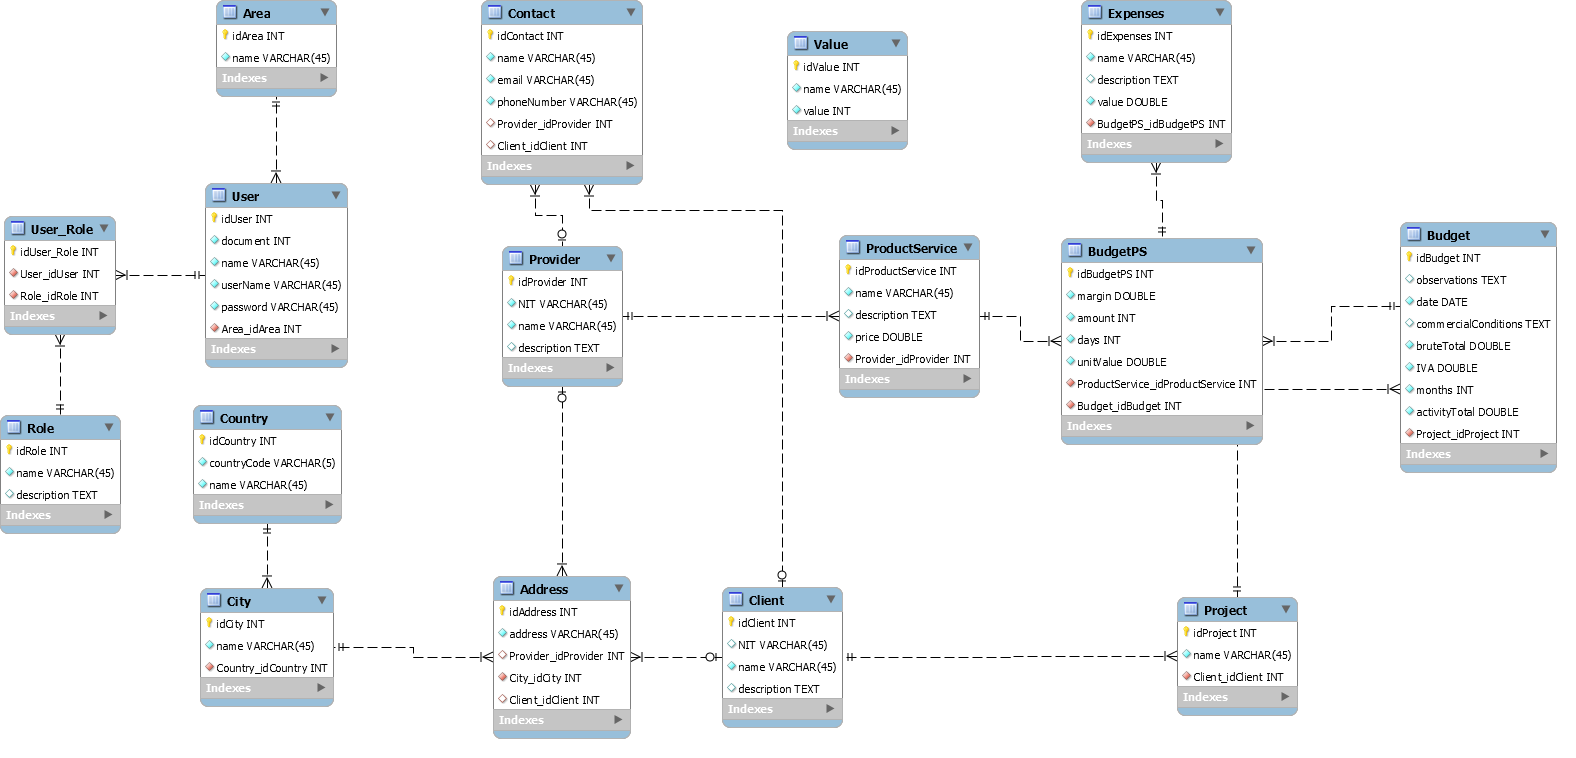 Area
idArea INT
name VARCHAR(45)
Indexes
Contact
idContact INT
name VARCHAR(45)
email VARCHAR(45)
phoneNumber VARCHAR(45)
Provider_idProvider INT
Client_idClient INT
Indexes
Value
idValue INT
name VARCHAR(45)
value INT
Indexes
Expenses
idExpenses INT
name VARCHAR(45)
description TEXT
value DOUBLE
BudgetPS_idBudgetPS INT
Indexes
User_Role
idUser_Role INT
User_idUser INT
Role_idRole INT
Indexes
User
idUser INT
document INT
name VARCHAR(45)
userName VARCHAR(45)
password VARCHAR(45)
Area_idArea INT
Indexes
Provider
idProvider INT
NIT VARCHAR(45)
name VARCHAR(45)
description TEXT
Indexes
ProductService
idProductService INT
name VARCHAR(45)
description TEXT
price DOUBLE
Provider_idProvider INT
Indexes
BudgetPS
idBudgetPS INT
margin DOUBLE
amount INT
days INT
unitValue DOUBLE
ProductService_idProductService INT
Budget_idBudget INT
Indexes
Budget
idBudget INT
observations TEXT
date DATE
commercialConditions TEXT
bruteTotal DOUBLE
IVA DOUBLE
months INT
activityTotal DOUBLE
Project_idProject INT
Indexes
Role
idRole INT
name VARCHAR(45)
description TEXT
Indexes
Country
idCountry INT
countryCode VARCHAR(5)
name VARCHAR(45)
Indexes
City
idCity INT
name VARCHAR(45)
Country_idCountry INT
Indexes
Address
idAddress INT
address VARCHAR(45)
Provider_idProvider INT
City_idCity INT
Client_idClient INT
Indexes
Client
idClient INT
NIT VARCHAR(45)
name VARCHAR(45)
description TEXT
Indexes
Project
idProject INT
name VARCHAR(45)
Client_idClient INT
Indexes